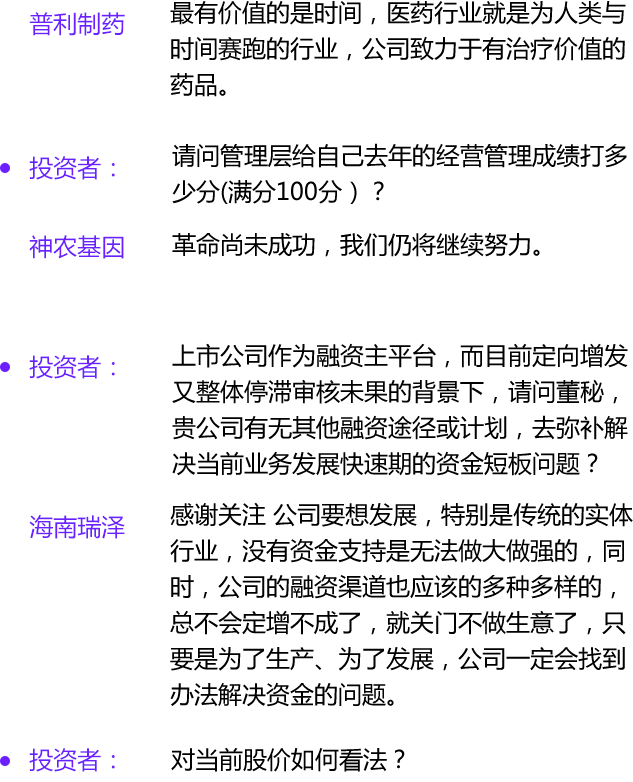 普利制药
最有价值的是时间，医药行业就是为人类与
时间赛跑的行业，公司致力于有治疗价值的
药品。
• 投资者：
请问管理层给自己去年的经营管理成绩打多
少分(满分100分）？
神农基因
革命尚未成功，我们仍将继续努力。
• 投资者：
上市公司作为融资主平台，而目前定向增发
又整体停滞审核未果的背景下，请问董秘，
贵公司有无其他融资途径或计划，去弥补解
决当前业务发展快速期的资金短板问题？
海南瑞泽
感谢关注 公司要想发展，特别是传统的实体
行业，没有资金支持是无法做大做强的，同
时，公司的融资渠道也应该的多种多样的，
总不会定增不成了，就关门不做生意了，只
要是为了生产、为了发展，公司一定会找到
办法解决资金的问题。
• 投资者：
对当前股价如何看法？